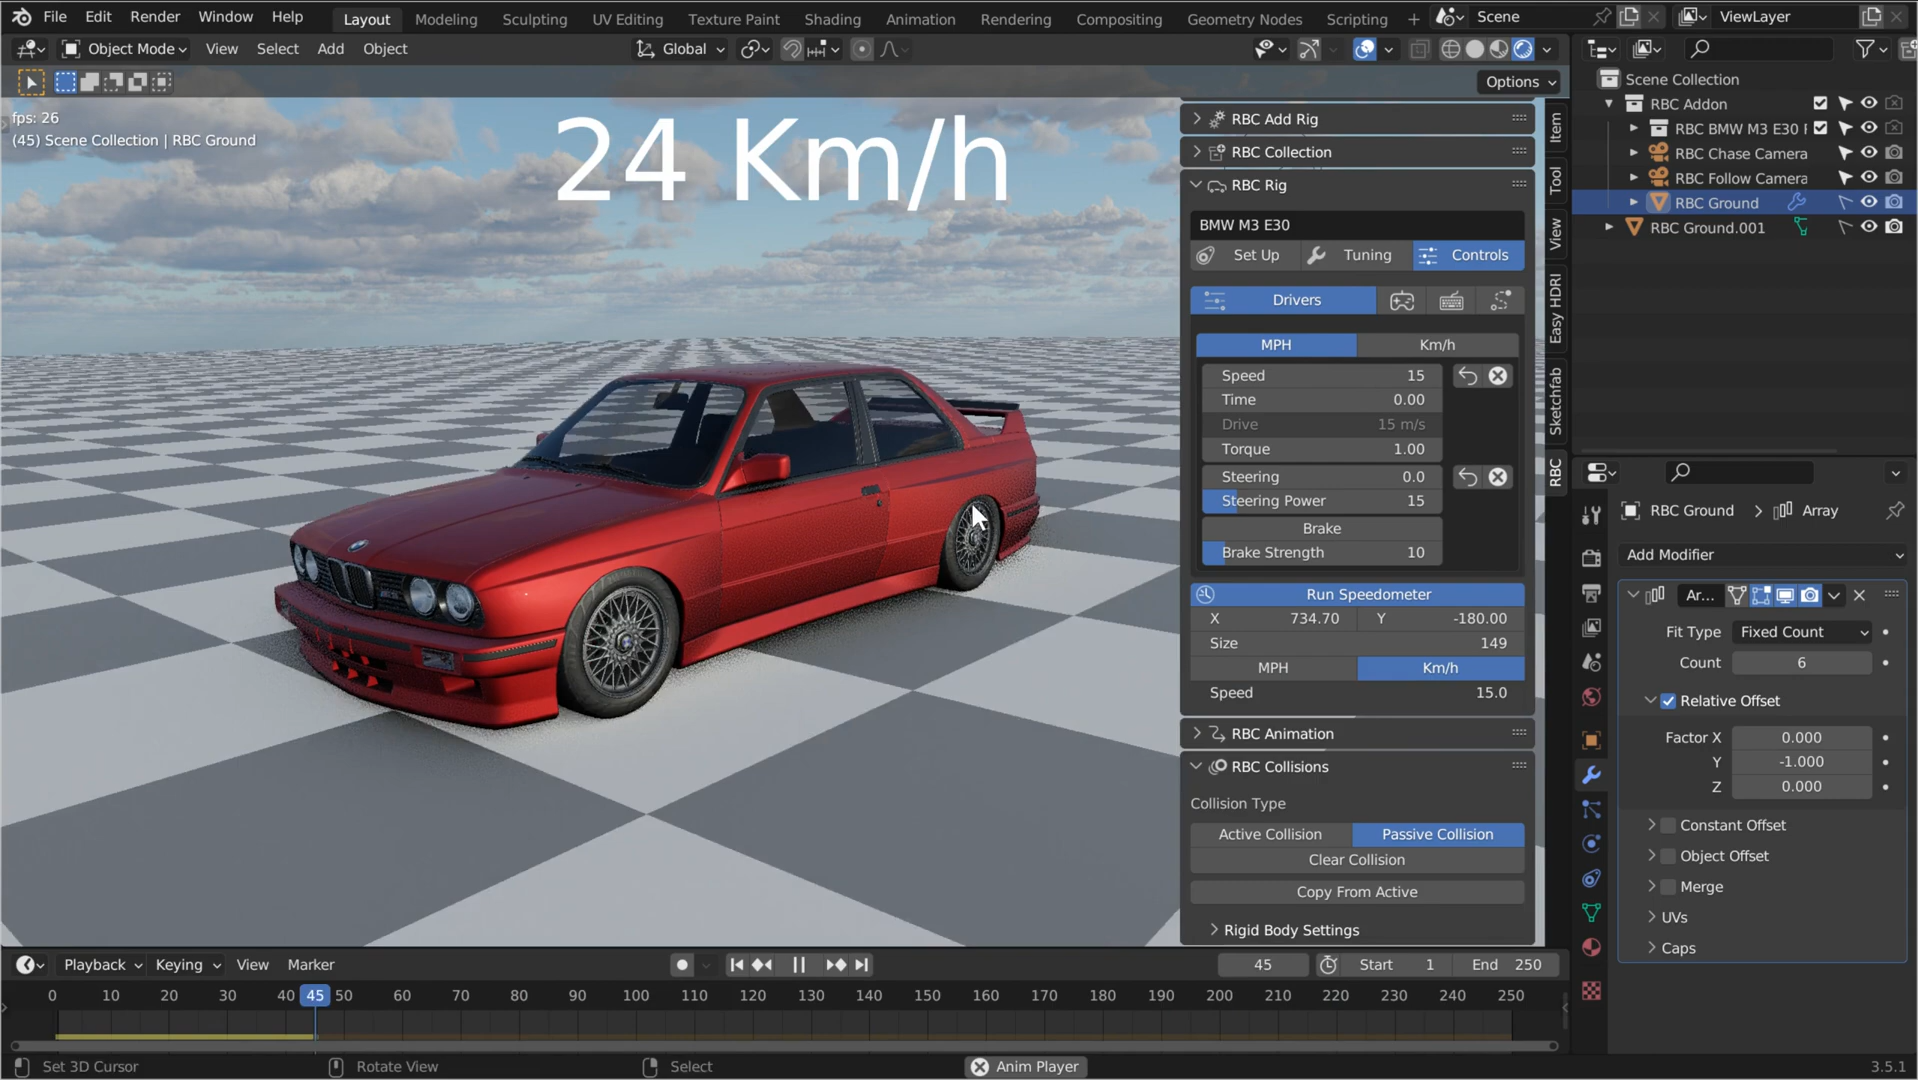 File Edit Render Window Help Layout Modeling Sculpting UV Editing Texture Paint Shading Animation Rendering Compositing Geometry Nodes Scripting + Scene ViewLayer
Object Mode View Select Add Object Global
Options
fps: 26
(45) Scene Collection | RBC Ground
24 Km/h
RBC Add Rig
RBC Collection
RBC Rig
BMW M3 E30
Set Up Tuning Controls
Drivers
MPH Km/h
Speed 15
Time 0.00
Drive 15 m/s
Torque 1.00
Steering 0.0
Steering Power 15
Brake
Brake Strength 10
Run Speedometer
X 734.70 Y -180.00
Size 149
MPH Km/h
Speed 15.0
RBC Animation
RBC Collisions
Collision Type
Active Collision Passive Collision
Clear Collision
Copy From Active
Rigid Body Settings
Item
Tool
View
Easy HDRI
Sketchfab
RBC
Scene Collection
RBC Addon
RBC BMW M3 E30
RBC Chase Camera
RBC Follow Camera
RBC Ground
RBC Ground.001
RBC Ground > Array
Add Modifier
Ar...
Fit Type Fixed Count
Count 6
Relative Offset
Factor X 0.000
Y -1.000
Z 0.000
Constant Offset
Object Offset
Merge
UVs
Caps
Playback Keying View Marker 45 Start 1 End 250
0 10 20 30 40 45 50 60 70 80 90 100 110 120 130 140 150 160 170 180 190 200 210 220 230 240 250
Set 3D Cursor Rotate View Select Anim Player 3.5.1